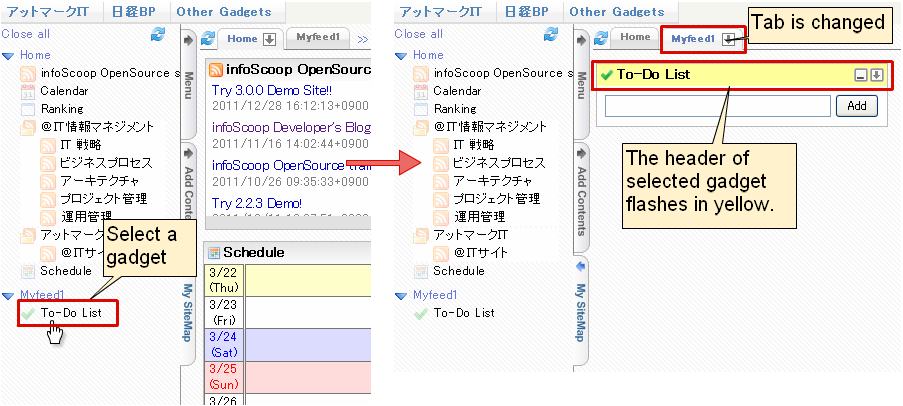 アットマークIT 日経BP Other Gadgets
Close all
Home
infoScoop OpenSource s
Calendar
Ranking
@IT情報マネジメント
IT 戦略
ビジネスプロセス
アーキテクチャ
プロジェクト管理
運用管理
アットマークIT
@ITサイト
Schedule
Myfeed1
To-Do List
Select a
gadget
Menu
Add Contents
My SiteMap
Home Myfeed1 >>
infoScoop OpenSourc
Try 3.0.0 Demo Site!!
2011/12/28 16:12:13+0900
infoScoop Developer's Blog
2011/11/16 14:02:44+0900
infoScoop OpenSource train
2011/10/26 09:35:33+0900
Try 2.2.3 Demo!
Schedule
3/22
(Thu)
3/23
(Fri)
3/24
(Sat)
3/25
(Sun)
3/26
アットマークIT 日経BP Other Gadgets
Close all
Home
infoScoop OpenSource s
Calendar
Ranking
@IT情報マネジメント
IT 戦略
ビジネスプロセス
アーキテクチャ
プロジェクト管理
運用管理
アットマークIT
@ITサイト
Schedule
Myfeed1
To-Do List
Menu
Add Contents
My SiteMap
Home Myfeed1
Tab is changed
To-Do List
Add
The header of
selected gadget
flashes in yellow.